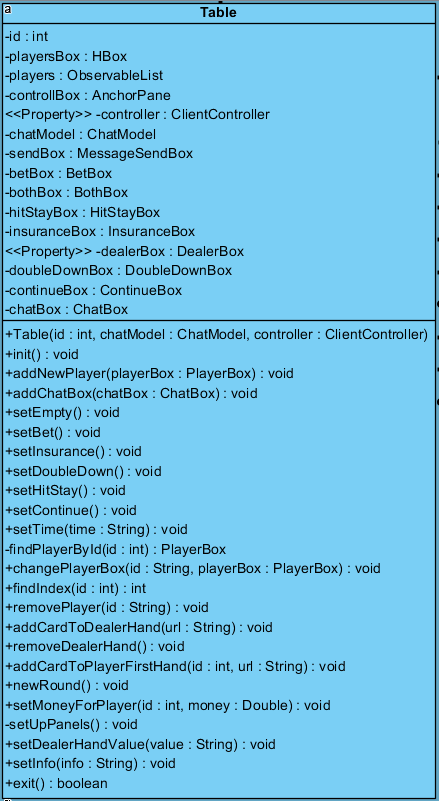 a
Table
-id : int
-playersBox : HBox
-players : ObservableList
-controllBox : AnchorPane
<<Property>> -controller : ClientController
-chatModel : ChatModel
-sendBox : MessageSendBox
-betBox : BetBox
-bothBox : BothBox
-hitStayBox : HitStayBox
-insuranceBox : InsuranceBox
<<Property>> -dealerBox : DealerBox
-doubleDownBox : DoubleDownBox
-continueBox : ContinueBox
-chatBox : ChatBox
+Table(id : int, chatModel : ChatModel, controller : ClientController)
+init() : void
+addNewPlayer(playerBox : PlayerBox) : void
+addChatBox(chatBox : ChatBox) : void
+setEmpty() : void
+setBet() : void
+setInsurance() : void
+setDoubleDown() : void
+setHitStay() : void
+setContinue() : void
+setTime(time : String) : void
-findPlayerById(id : int) : PlayerBox
+changePlayerBox(id : String, playerBox : PlayerBox) : void
+findIndex(id : int) : int
+removePlayer(id : String) : void
+addCardToDealerHand(url : String) : void
+removeDealerHand() : void
+addCardToPlayerFirstHand(id : int, url : String) : void
+newRound() : void
+setMoneyForPlayer(id : int, money : Double) : void
-setUpPanels() : void
+setDealerHandValue(value : String) : void
+setInfo(info : String) : void
+exit() : boolean